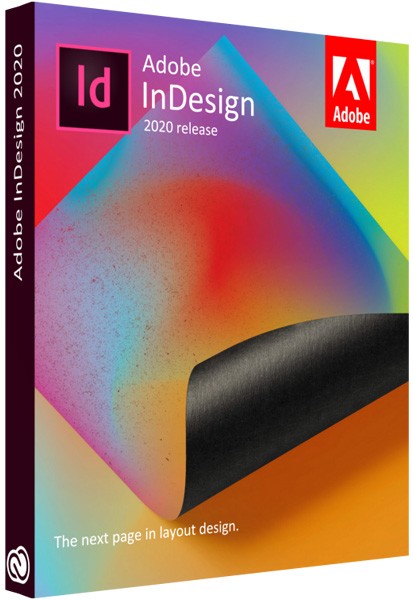 Adobe InDesign 2020
Id
Adobe
InDesign
2020 release
Adobe
The next page in layout design.